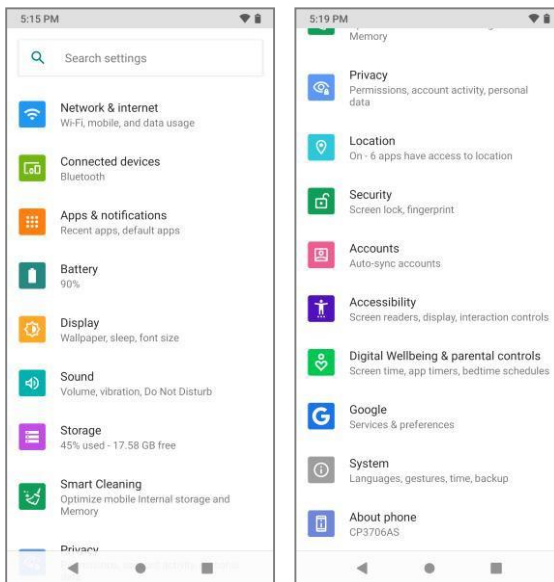 5:15 PM
Search settings
Network & internet
Wi-Fi, mobile, and data usage
Connected devices
Bluetooth
Apps & notifications
Recent apps, default apps
Battery
90%
Display
Wallpaper, sleep, font size
Sound
Volume, vibration, Do Not Disturb
Storage
45% used - 17.58 GB free
Smart Cleaning
Optimize mobile Internal storage and
Memory
Privacy
5:19 PM
Memory
Privacy
Permissions, account activity, personal
data
Location
On - 6 apps have access to location
Security
Screen lock, fingerprint
Accounts
Auto-sync accounts
Accessibility
Screen readers, display, interaction controls
Digital Wellbeing & parental controls
Screen time, app timers, bedtime schedules
Google
Services & preferences
System
Languages, gestures, time, backup
About phone
CP3706AS